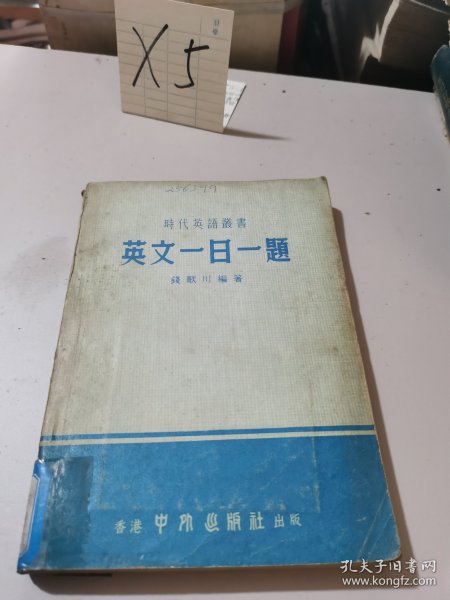 X5
256299
時代英語叢書
英文一日一題
錢歌川編著
香港中外出版社出版
孔夫子旧书网
www.kongfz.com